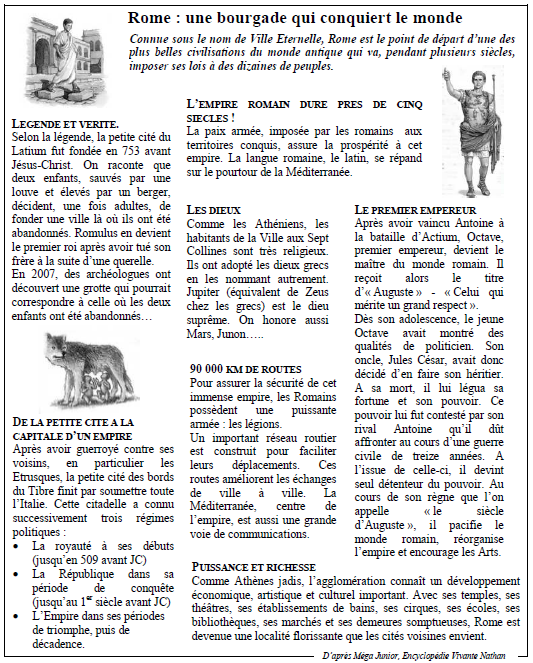 Rome : une bourgade qui conquiert le monde
Connue sous le nom de Ville Eternelle, Rome est le point de départ d'une des
plus belles civilisations du monde antique qui va, pendant plusieurs siècles,
imposer ses lois à des dizaines de peuples.
LEGENDE ET VERITE.
Selon la légende, la petite cité du
Latium fut fondée en 753 avant
Jésus-Christ. On raconte que
deux enfants, sauvés par une
louve et élevés par un berger,
décident, une fois adultes, de
fonder une ville là où ils ont été
abandonnés. Romulus en devient
le premier roi après avoir tué son
frère à la suite d'une querelle.
En 2007, des archéologues ont
découvert une grotte qui pourrait
correspondre à celle où les deux
enfants ont été abandonnés…
DE LA PETITE CITE A LA
CAPITALE D'UN EMPIRE
Après avoir guerroyé contre ses
voisins, en particulier les
Etrusques, la petite cité des bords
du Tibre finit par soumettre toute
l'Italie. Cette citadelle a connu
successivement trois régimes
politiques :
• La royauté à ses débuts
(jusqu'en 509 avant JC)
• La République dans sa
période de conquête
(jusqu'au 1er siècle avant JC)
• L'Empire dans ses périodes
de triomphe, puis de
décadence.
L'EMPIRE ROMAIN DURE PRES DE CINQ
SIECLES !
La paix armée, imposée par les romains aux
territoires conquis, assure la prospérité à cet
empire. La langue romaine, le latin, se répand
sur le pourtour de la Méditerranée.
LES DIEUX
Comme les Athéniens, les
habitants de la Ville aux Sept
Collines sont très religieux.
Ils ont adopté les dieux grecs
en les nommant autrement.
Jupiter (équivalent de Zeus
chez les grecs) est le dieu
suprême. On honore aussi
Mars, Junon…..
90 000 KM DE ROUTES
Pour assurer la sécurité de cet
immense empire, les Romains
possèdent une puissante
armée : les légions.
Un important réseau routier
est construit pour faciliter
leurs déplacements. Ces
routes améliorent les échanges
de ville à ville. La
Méditerranée, centre de
l'empire, est aussi une grande
voie de communications.
LE PREMIER EMPEREUR
Après avoir vaincu Antoine à
la bataille d'Actium, Octave,
premier empereur, devient le
maître du monde romain. Il
reçoit alors le titre
d'« Auguste » - « Celui qui
mérite un grand respect ».
Dès son adolescence, le jeune
Octave avait montré des
qualités de politicien. Son
oncle, Jules César, avait donc
décidé d'en faire son héritier.
A sa mort, il lui légua sa
fortune et son pouvoir. Ce
pouvoir lui fut contesté par son
rival Antoine qu'il dût
affronter au cours d'une guerre
civile de treize années. A
l'issue de celle-ci, il devint
seul détenteur du pouvoir. Au
cours de son règne que l'on
appelle « le siècle
d'Auguste », il pacifie le
monde romain, réorganise
l'empire et encourage les Arts.
PUISSANCE ET RICHESSE
Comme Athènes jadis, l'agglomération connaît un développement
économique, artistique et culturel important. Avec ses temples, ses
théâtres, ses établissements de bains, ses cirques, ses écoles, ses
bibliothèques, ses marchés et ses demeures somptueuses, Rome est
devenue une localité florissante que les cités voisines envient.
D'après Méga Junior, Encyclopédie Vivante Nathan